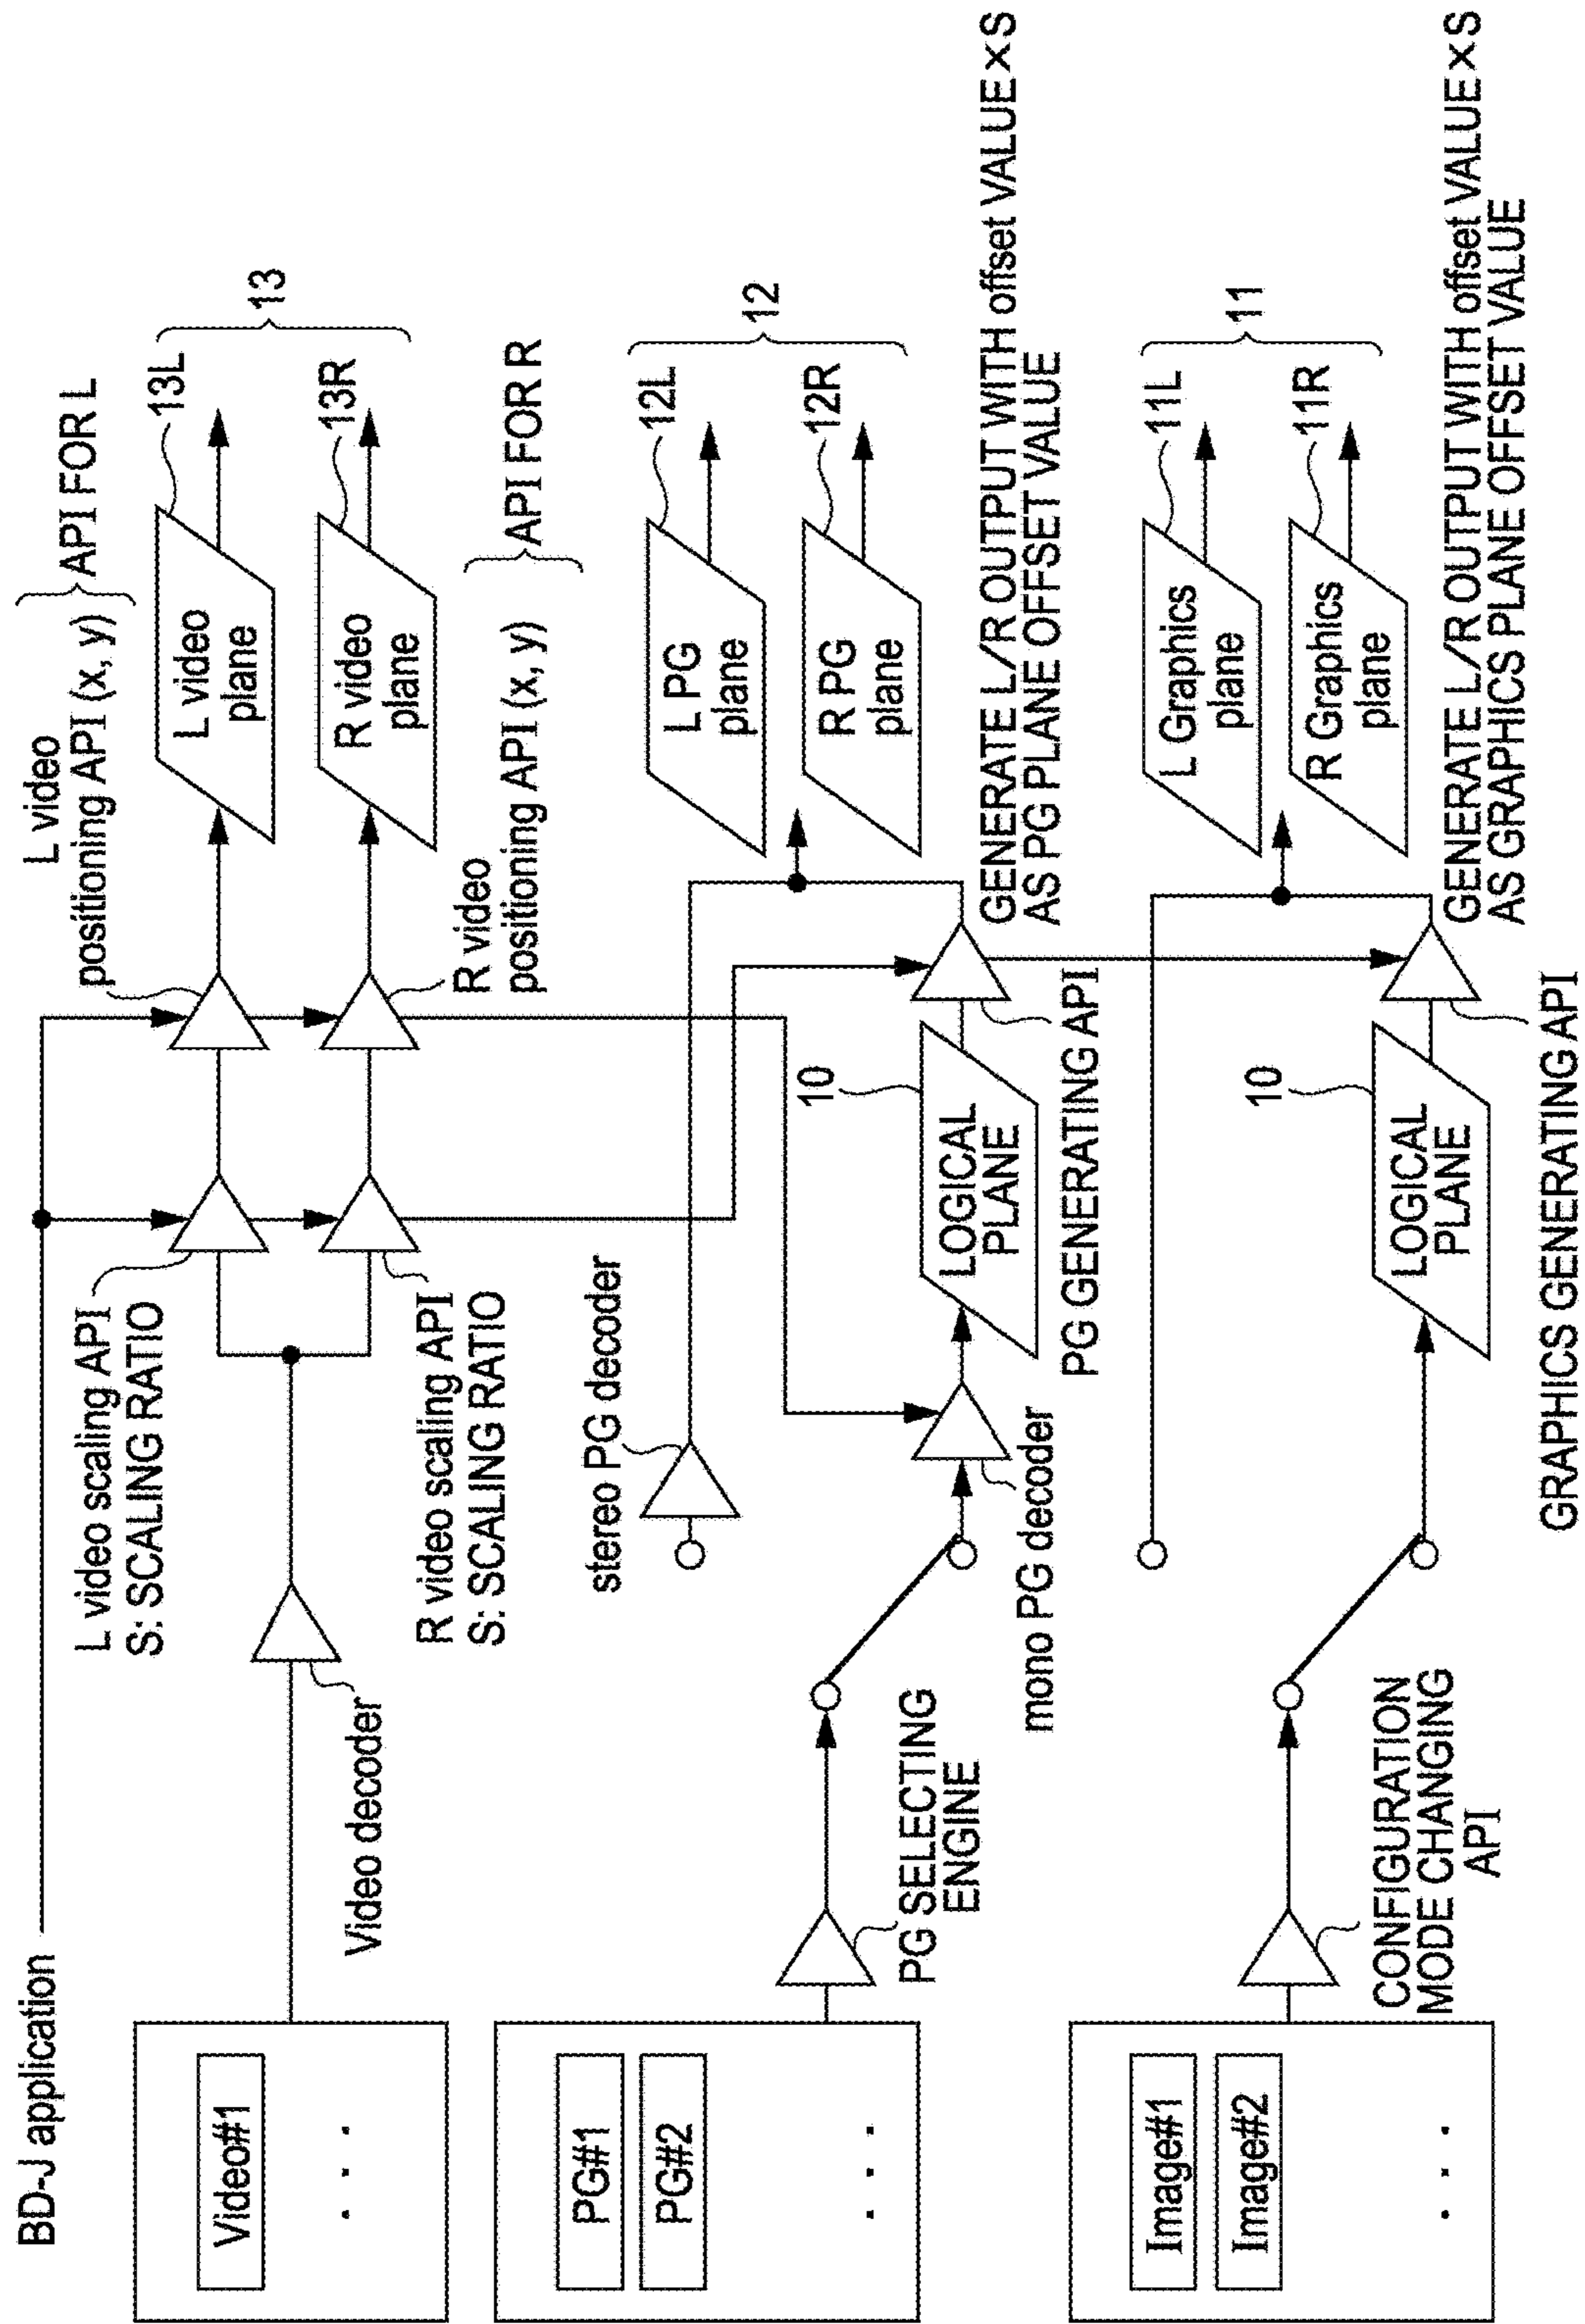 BD-J application
Video#1
. . .
Video decoder
L video scaling API
S: SCALING RATIO
R video scaling API
S: SCALING RATIO
L video
positioning API (x, y)
API FOR L
R video
positioning API (x, y)
API FOR R
L video
plane
13L
R video
plane
13R
13
PG#1
PG#2
. . .
PG SELECTING
ENGINE
stereo PG decoder
mono PG decoder
LOGICAL
PLANE
10
PG GENERATING API
L PG
plane
12L
R PG
plane
12R
12
GENERATE L/R OUTPUT WITH offset VALUE×S
AS PG PLANE OFFSET VALUE
Image#1
Image#2
. . .
CONFIGURATION
MODE CHANGING
API
LOGICAL
PLANE
10
GRAPHICS GENERATING API
L Graphics
plane
11L
R Graphics
plane
11R
11
GENERATE L/R OUTPUT WITH offset VALUE×S
AS GRAPHICS PLANE OFFSET VALUE